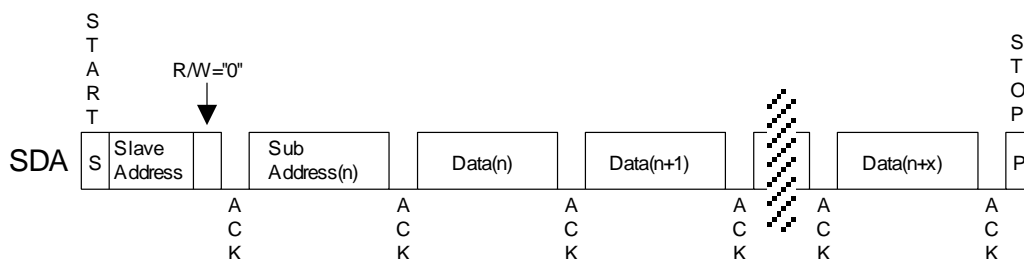 START
STOP
R/W="0"
SDA
S
Slave
Address
Sub
Address(n)
Data(n)
Data(n+1)
Data(n+x)
P
ACK
ACK
ACK
ACK
ACK
ACK